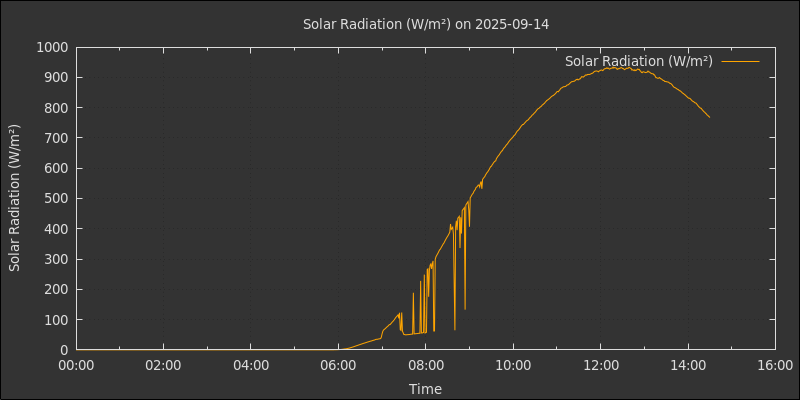 Solar Radiation (W/m²) on 2025-09-14
Solar Radiation (W/m²)
Solar Radiation (W/m²)
1000
900
800
700
600
500
400
300
200
100
0
00:00 02:00 04:00 06:00 08:00 10:00 12:00 14:00 16:00
Time